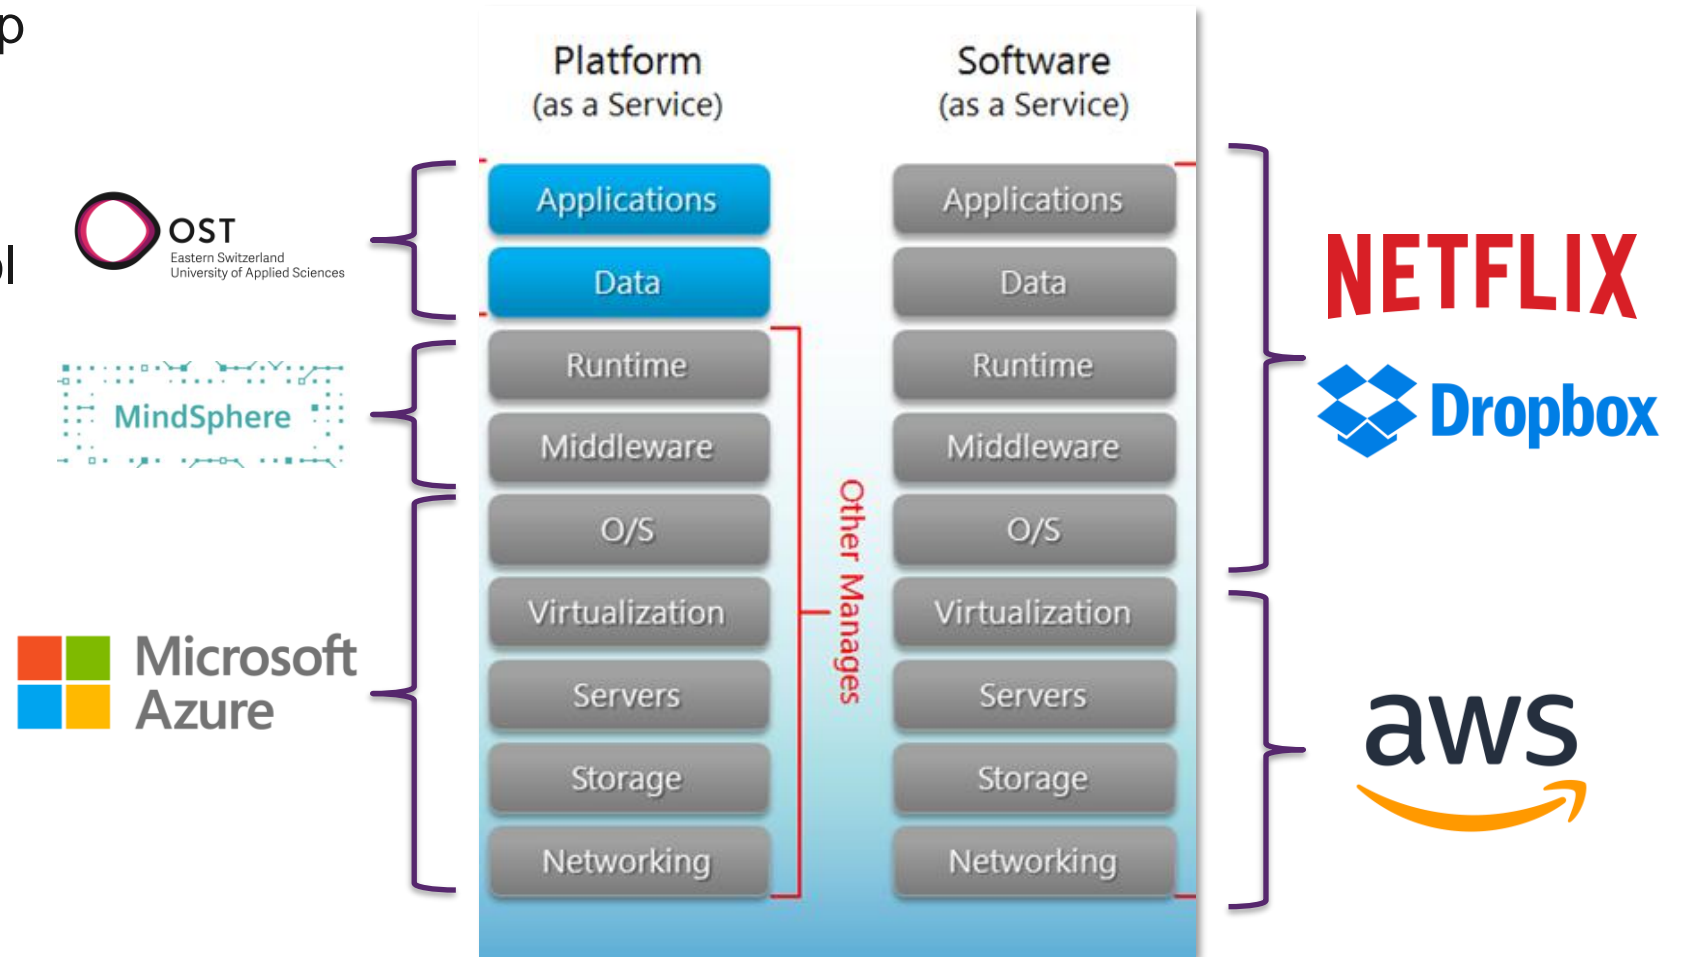 p
ol
Platform
(as a Service)
Software
(as a Service)
OST
Eastern Switzerland
University of Applied Sciences
MindSphere
Microsoft
Azure
Applications
Data
Runtime
Middleware
O/S
Virtualization
Servers
Storage
Networking
Other Manages
Applications
Data
Runtime
Middleware
O/S
Virtualization
Servers
Storage
Networking
NETFLIX
Dropbox
aws